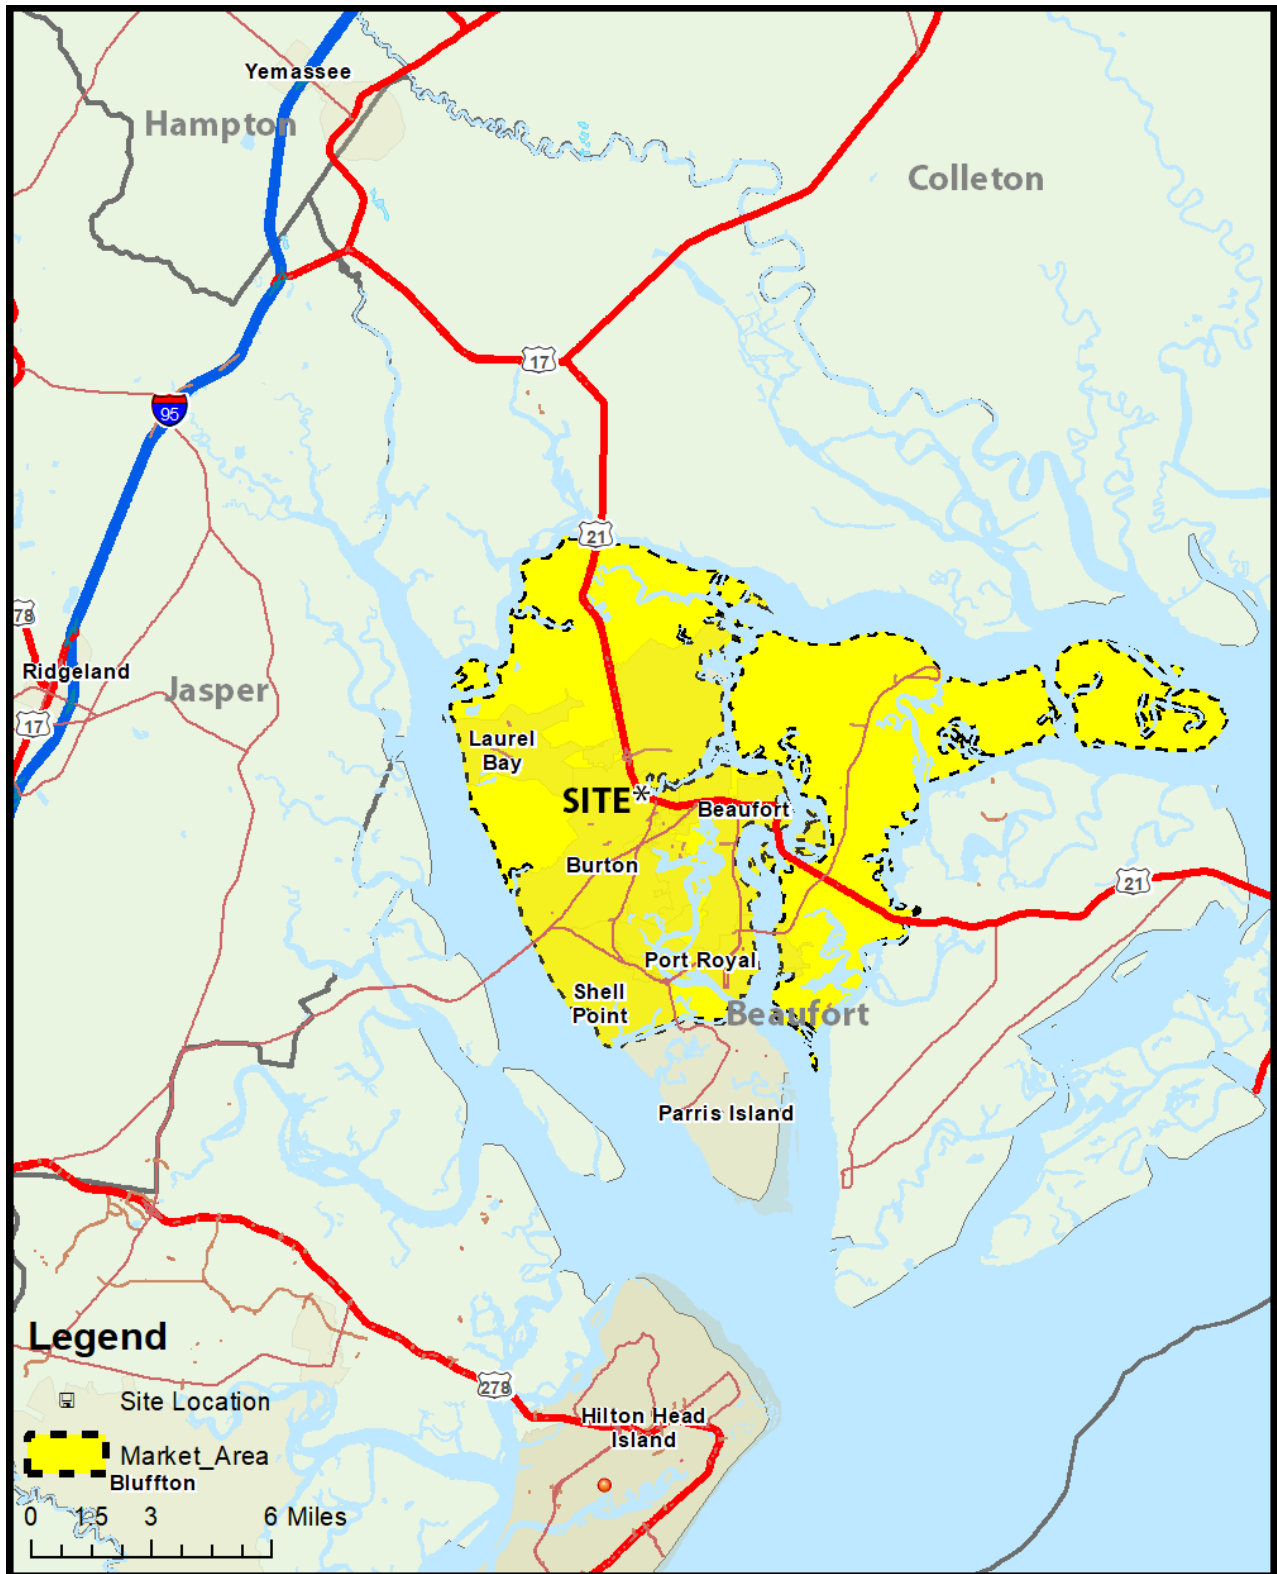 Yemassee
Hampton
Colleton
17
95
21
78
Ridgeland
Jasper
17
Laurel
Bay
SITE
*
Beaufort
Burton
21
Port Royal
Shell
Point
Beaufort
Parris Island
278
Hilton Head
Island
Legend
Site Location
Market_Area
Bluffton
0 1.5 3 6 Miles